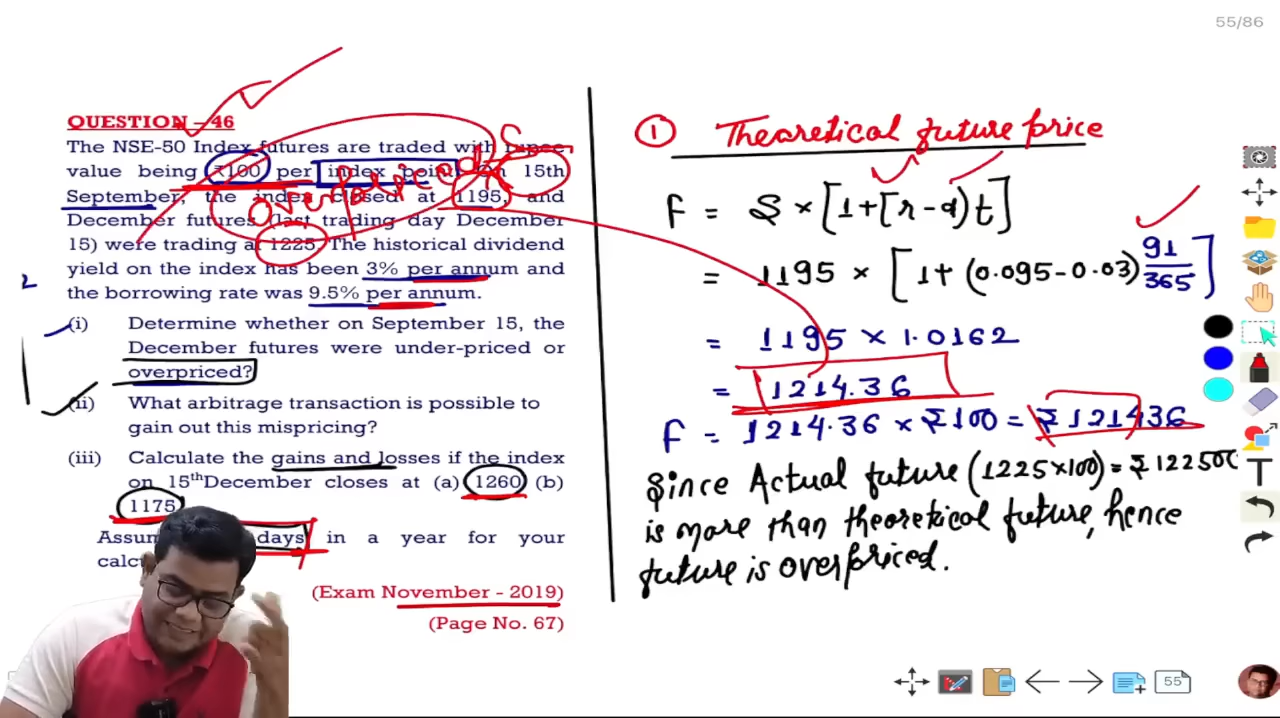 55/86
QUESTION – 46
The NSE-50 Index futures are traded with rupee
value being ₹100 per index point. On 15th
September, the index closed at 1195, and
December futures (last trading day December
15) were trading at 1225. The historical dividend
yield on the index has been 3% per annum and
the borrowing rate was 9.5% per annum.
overpriced
(i) Determine whether on September 15, the
December futures were under-priced or
overpriced?
(ii) What arbitrage transaction is possible to
gain out this mispricing?
(iii) Calculate the gains and losses if the index
on 15thDecember closes at (a) 1260 (b)
1175
Assum days in a year for your
calc
(Exam November - 2019)
(Page No. 67)
① Theoretical future price
F = S × [1+[r-d)t]
= 1195 × [1+(0.095-0.03) 91/365]
= 1195 × 1.0162
= 1214.36
F = 1214.36 × ₹100 = ₹121436
Since Actual future (1225×100) = ₹122500
is more than theoretical future, hence
future is overpriced.
T
55